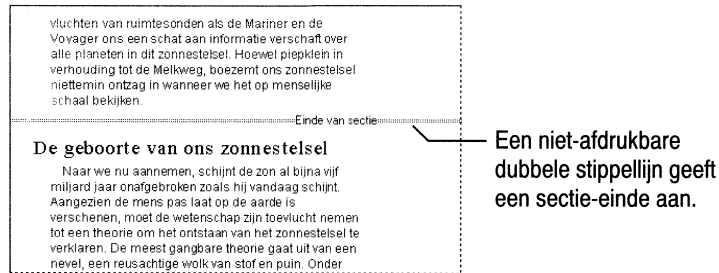 vluchten van ruimtesonden als de Mariner en de
Voyager ons een schat aan informatie verschaft over
alle planeten in dit zonnestelsel. Hoewel piepklein in
verhouding tot de Melkweg, boezemt ons zonnestelsel
niettemin ontzag in wanneer we het op menselijke
schaal bekijken.
Einde van sectie
De geboorte van ons zonnestelsel
Naar we nu aannemen, schijnt de zon al bijna vijf
miljard jaar onafgebroken zoals hij vandaag schijnt.
Aangezien de mens pas laat op de aarde is
verschenen, moet de wetenschap zijn toevlucht nemen
tot een theorie om het ontstaan van het zonnestelsel te
verklaren. De meest gangbare theorie gaat uit van een
nevel, een reusachtige wolk van stof en puin. Onder
Een niet-afdrukbare
dubbele stippellijn geeft
een sectie-einde aan.